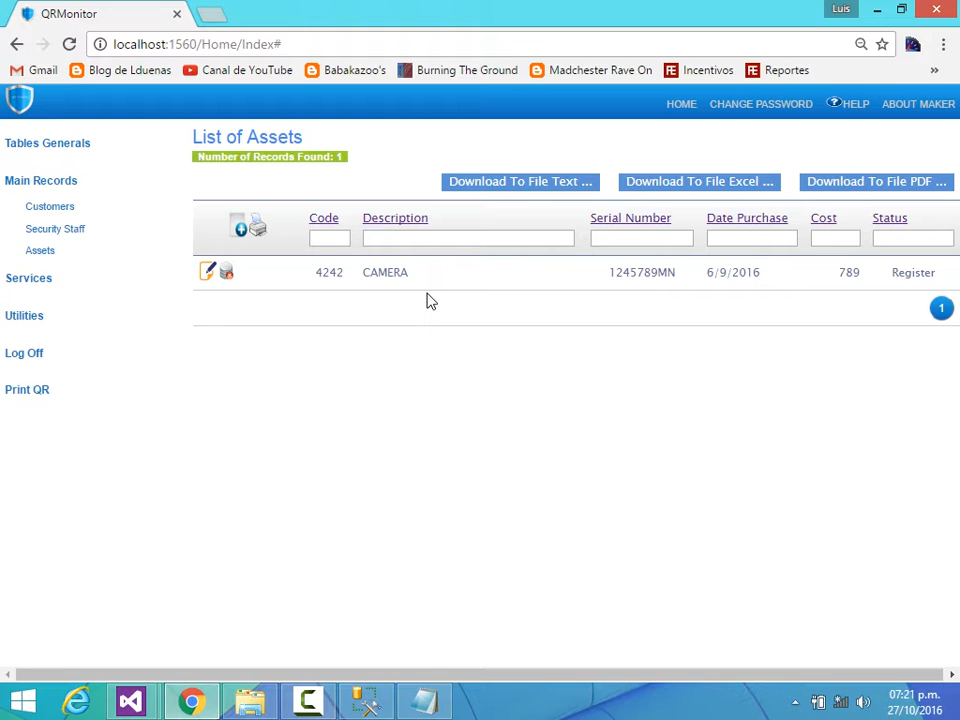 QRMonitor
Luis
localhost:1560/Home/Index#
Gmail
Blog de Lduenas
Canal de YouTube
Babakazoo's
Burning The Ground
Madchester Rave On
Incentivos
Reportes
»
HOME
CHANGE PASSWORD
HELP
ABOUT MAKER
Tables Generals
Main Records
Customers
Security Staff
Assets
Services
Utilities
Log Off
Print QR
List of Assets
Number of Records Found: 1
Download To File Text ...
Download To File Excel ...
Download To File PDF ...
Code
Description
Serial Number
Date Purchase
Cost
Status
4242
CAMERA
1245789MN
6/9/2016
789
Register
1
07:21 p.m.
27/10/2016